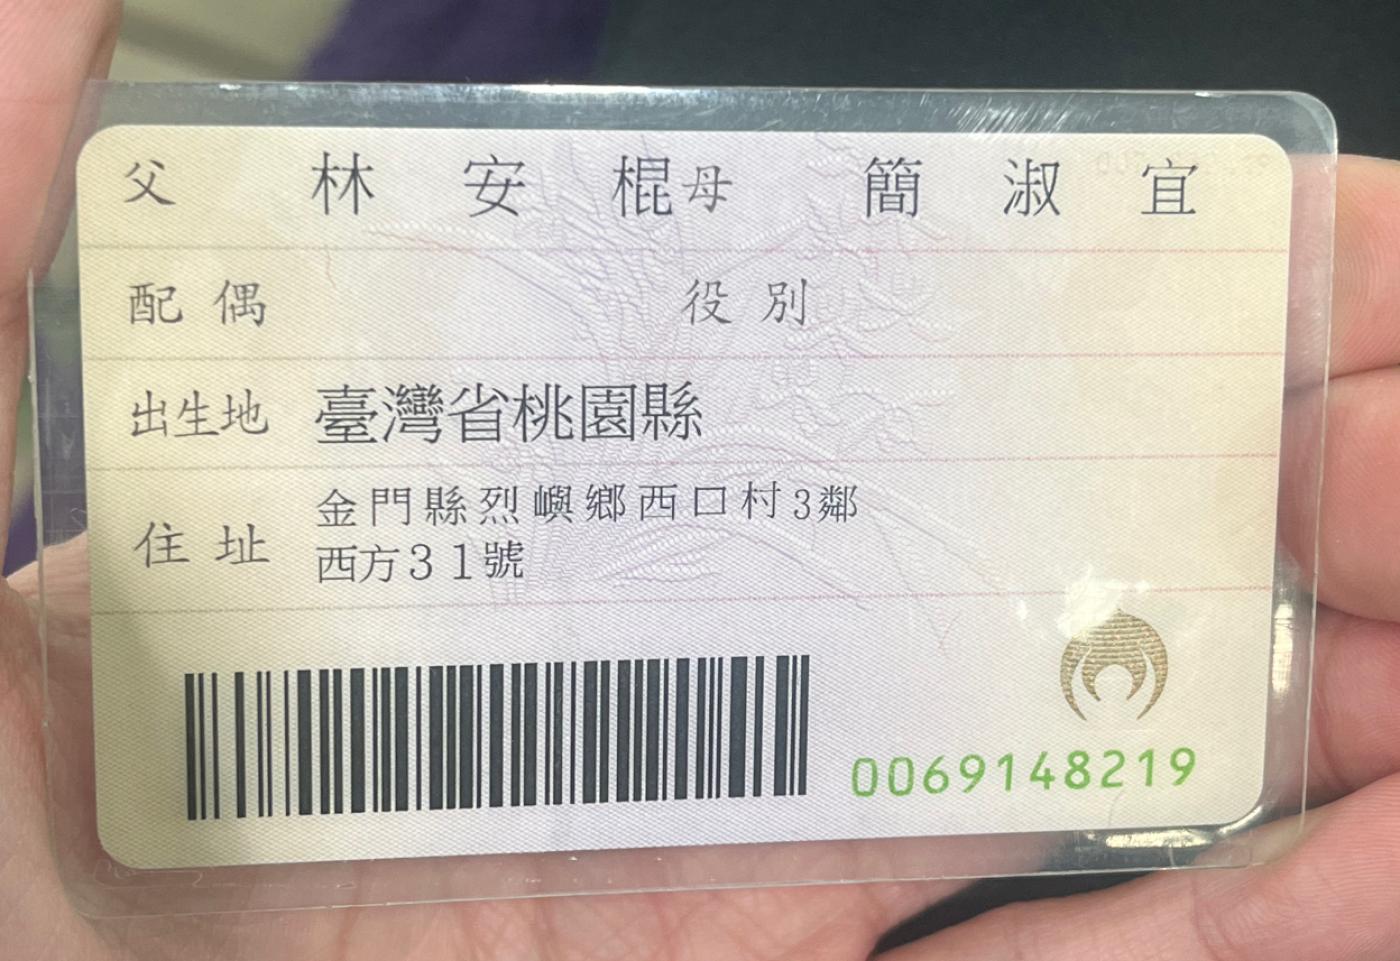 父 林安棍 母 簡淑宜
配偶 役別
出生地 臺灣省桃園縣
住址 金門縣烈嶼鄉西口村3鄰
西方31號
0069148219